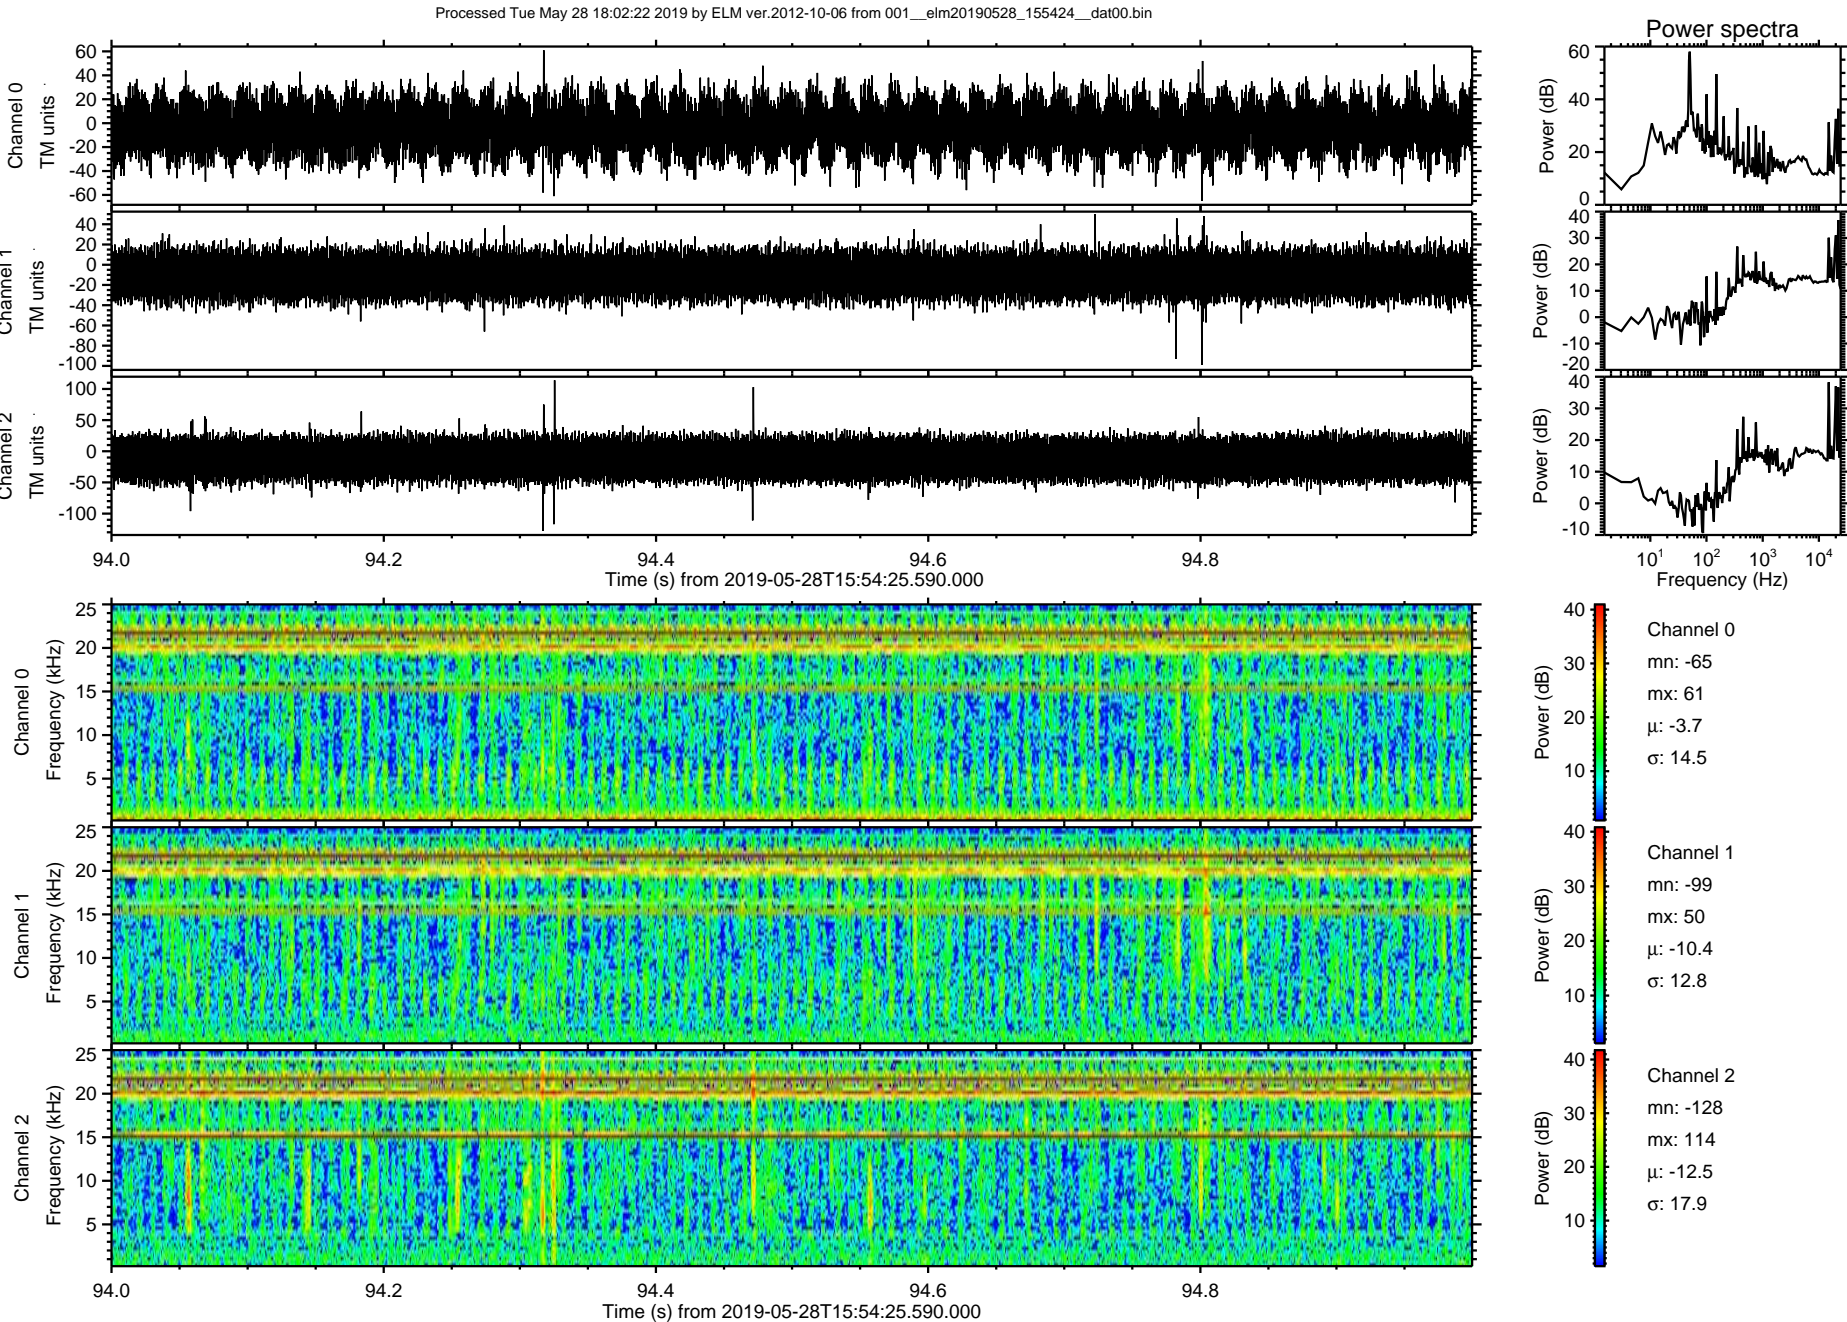 Processed Tue May 28 18:02:22 2019 by ELM ver.2012-10-06 from 001__elm20190528_155424__dat00.bin
Power spectra
Channel 0
TM units
60
40
20
0
-20
-40
-60
Power (dB)
60
40
20
0
Channel 1
TM units
40
20
0
-20
-40
-60
-80
-100
Power (dB)
40
30
20
10
0
-10
-20
Channel 2
TM units
100
50
0
-50
-100
Power (dB)
40
30
20
10
0
-10
94.0 94.2 94.4 94.6 94.8
Time (s) from 2019-05-28T15:54:25.590.000
10¹ 10² 10³ 10⁴
Frequency (Hz)
Channel 0
Frequency (kHz)
25
20
15
10
5
Power (dB)
40
30
20
10
Channel 0
mn: -65
mx: 61
μ: -3.7
σ: 14.5
Channel 1
Frequency (kHz)
25
20
15
10
5
Power (dB)
40
30
20
10
Channel 1
mn: -99
mx: 50
μ: -10.4
σ: 12.8
Channel 2
Frequency (kHz)
25
20
15
10
5
Power (dB)
40
30
20
10
Channel 2
mn: -128
mx: 114
μ: -12.5
σ: 17.9
94.0 94.2 94.4 94.6 94.8
Time (s) from 2019-05-28T15:54:25.590.000